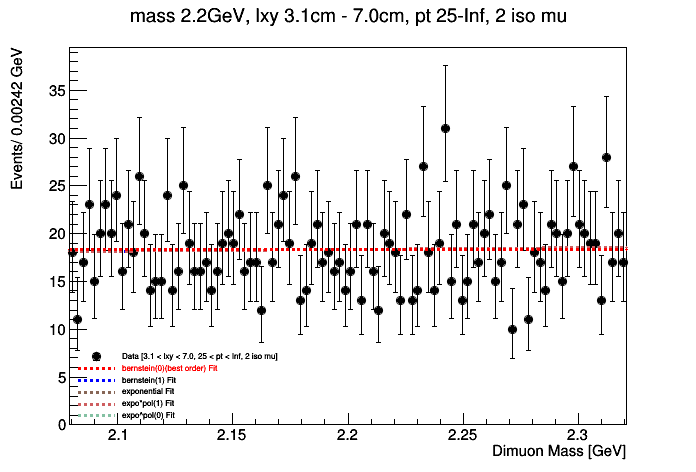 mass 2.2GeV, lxy 3.1cm - 7.0cm, pt 25-Inf, 2 iso mu
Events/ 0.00242 GeV
35
30
25
20
15
10
5
0
Data [3.1 < lxy < 7.0, 25 < pt < Inf, 2 iso mu]
bernstein(0)(best order) Fit
bernstein(1) Fit
exponential Fit
expo*pol(1) Fit
expo*pol(0) Fit
2.1 2.15 2.2 2.25 2.3
Dimuon Mass [GeV]